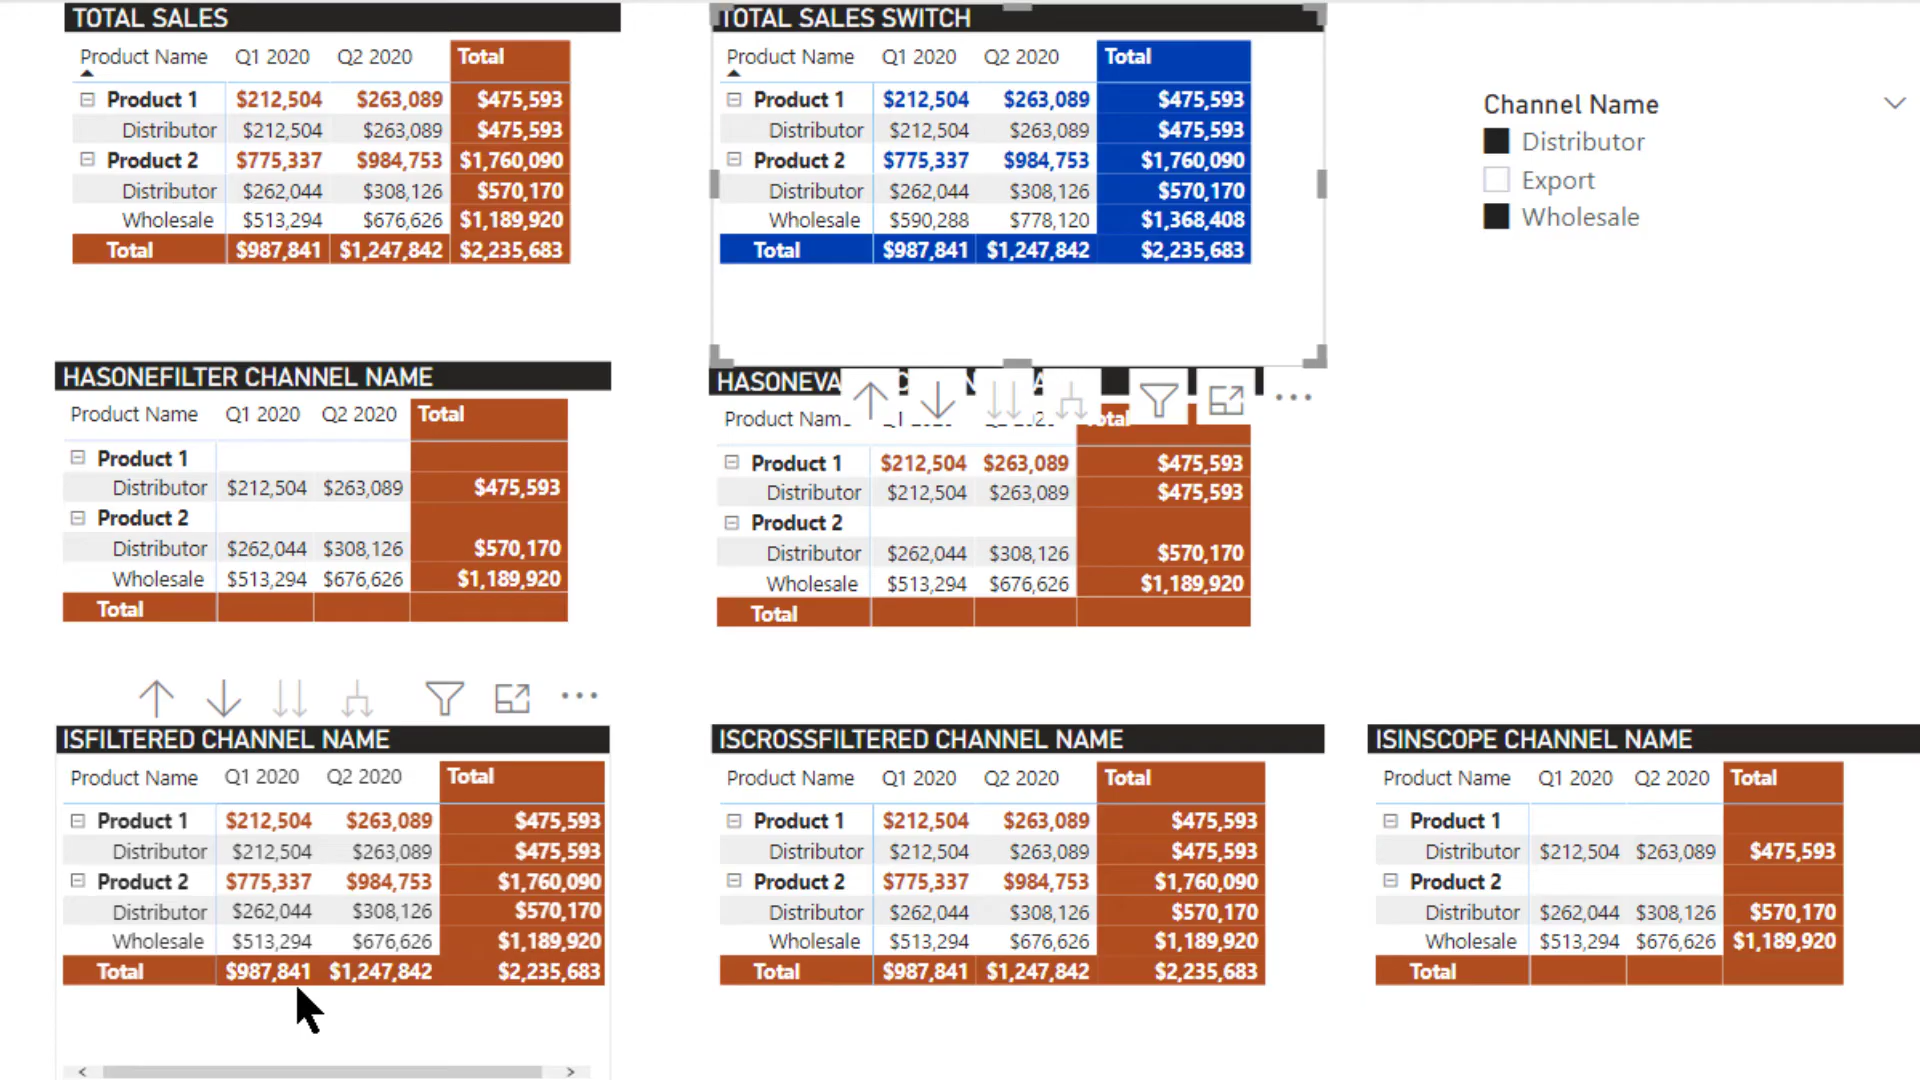 TOTAL SALES
Product Name Q1 2020 Q2 2020 Total
Product 1 $212,504 $263,089 $475,593
Distributor $212,504 $263,089 $475,593
Product 2 $775,337 $984,753 $1,760,090
Distributor $262,044 $308,126 $570,170
Wholesale $513,294 $676,626 $1,189,920
Total $987,841 $1,247,842 $2,235,683
TOTAL SALES SWITCH
Product Name Q1 2020 Q2 2020 Total
Product 1 $212,504 $263,089 $475,593
Distributor $212,504 $263,089 $475,593
Product 2 $775,337 $984,753 $1,760,090
Distributor $262,044 $308,126 $570,170
Wholesale $590,288 $778,120 $1,368,408
Total $987,841 $1,247,842 $2,235,683
Channel Name
Distributor
Export
Wholesale
HASONEFILTER CHANNEL NAME
Product Name Q1 2020 Q2 2020 Total
Product 1
Distributor $212,504 $263,089 $475,593
Product 2
Distributor $262,044 $308,126 $570,170
Wholesale $513,294 $676,626 $1,189,920
Total
HASONEVA
Product
Product 1 $212,504 $263,089 $475,593
Distributor $212,504 $263,089 $475,593
Product 2
Distributor $262,044 $308,126 $570,170
Wholesale $513,294 $676,626 $1,189,920
Total
ISFILTERED CHANNEL NAME
Product Name Q1 2020 Q2 2020 Total
Product 1 $212,504 $263,089 $475,593
Distributor $212,504 $263,089 $475,593
Product 2 $775,337 $984,753 $1,760,090
Distributor $262,044 $308,126 $570,170
Wholesale $513,294 $676,626 $1,189,920
Total $987,841 $1,247,842 $2,235,683
ISCROSSFILTERED CHANNEL NAME
Product Name Q1 2020 Q2 2020 Total
Product 1 $212,504 $263,089 $475,593
Distributor $212,504 $263,089 $475,593
Product 2 $775,337 $984,753 $1,760,090
Distributor $262,044 $308,126 $570,170
Wholesale $513,294 $676,626 $1,189,920
Total $987,841 $1,247,842 $2,235,683
ISINSCOPE CHANNEL NAME
Product Name Q1 2020 Q2 2020 Total
Product 1
Distributor $212,504 $263,089 $475,593
Product 2
Distributor $262,044 $308,126 $570,170
Wholesale $513,294 $676,626 $1,189,920
Total